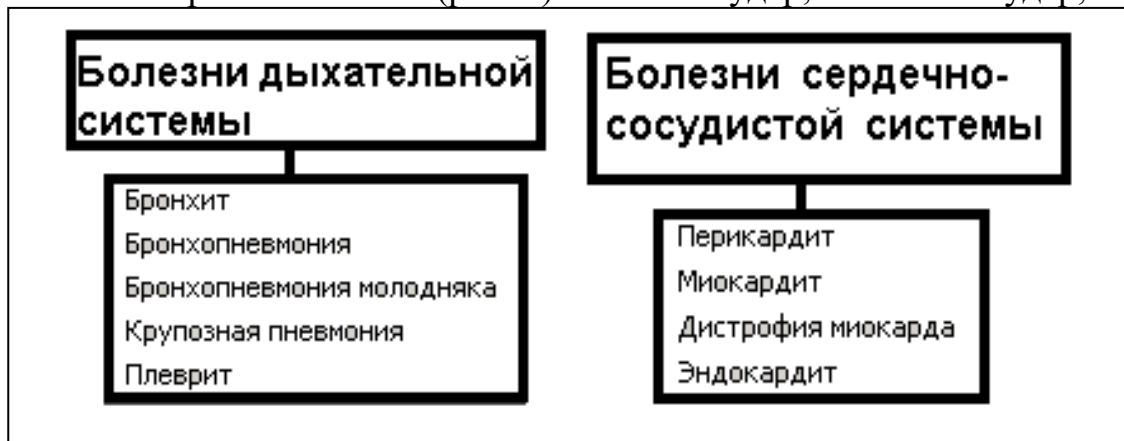 Болезни дыхательной
системы
Бронхит
Бронхопневмония
Бронхопневмония молодняка
Крупозная пневмония
Плеврит
Болезни сердечно-
сосудистой системы
Перикардит
Миокардит
Дистрофия миокарда
Эндокардит